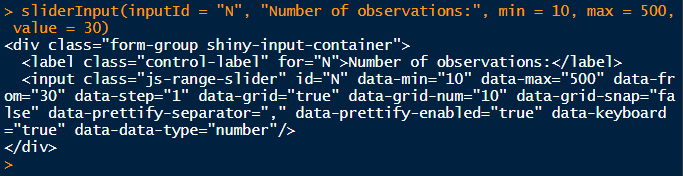 > sliderInput(inputId = "N", "Number of observations:", min = 10, max = 500,
 value = 30)
<div class="form-group shiny-input-container">
  <label class="control-label" for="N">Number of observations:</label>
  <input class="js-range-slider" id="N" data-min="10" data-max="500" data-fr
om="30" data-step="1" data-grid="true" data-grid-num="10" data-grid-snap="fa
lse" data-prettify-separator="," data-prettify-enabled="true" data-keyboard
="true" data-data-type="number"/>
</div>
>